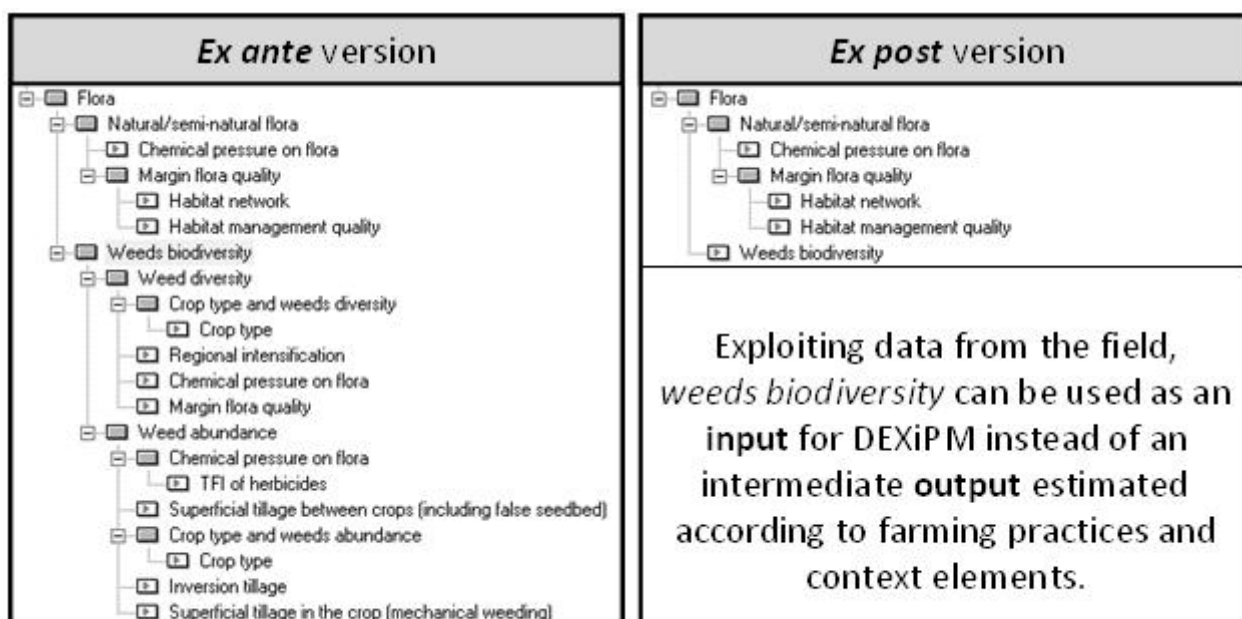 Ex ante version
Flora
Natural/semi-natural flora
Chemical pressure on flora
Margin flora quality
Habitat network
Habitat management quality
Weeds biodiversity
Weed diversity
Crop type and weeds diversity
Crop type
Regional intensification
Chemical pressure on flora
Margin flora quality
Weed abundance
Chemical pressure on flora
TFI of herbicides
Superficial tillage between crops (including false seedbed)
Crop type and weeds abundance
Crop type
Inversion tillage
Superficial tillage in the crop (mechanical weeding)
Ex post version
Flora
Natural/semi-natural flora
Chemical pressure on flora
Margin flora quality
Habitat network
Habitat management quality
Weeds biodiversity
Exploiting data from the field,
weeds biodiversity can be used as an
input for DEXiPM instead of an
intermediate output estimated
according to farming practices and
context elements.